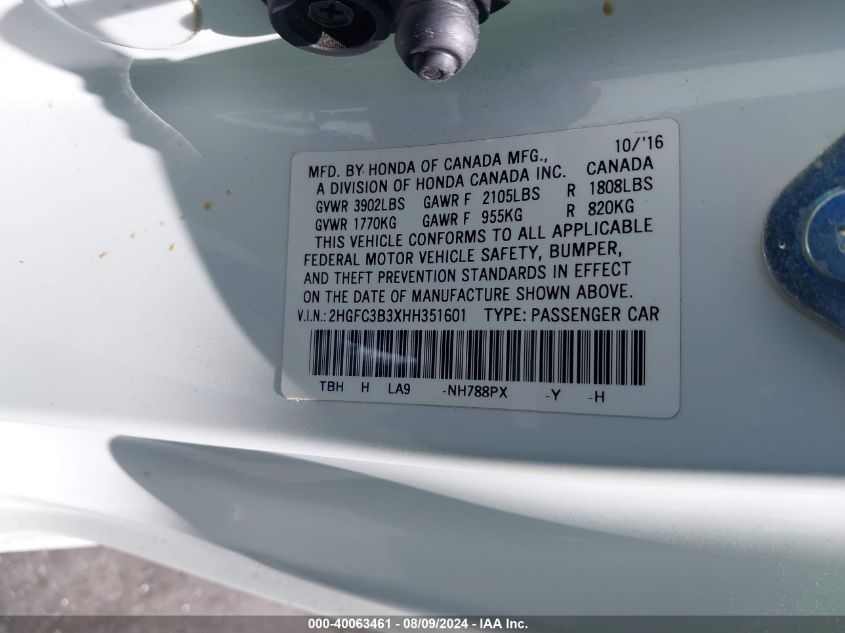 10/'16
MFD. BY HONDA OF CANADA MFG.,
A DIVISION OF HONDA CANADA INC. CANADA
GVWR 3902LBS GAWR F 2105LBS R 1808LBS
GVWR 1770KG GAWR F 955KG R 820KG
THIS VEHICLE CONFORMS TO ALL APPLICABLE
FEDERAL MOTOR VEHICLE SAFETY, BUMPER,
AND THEFT PREVENTION STANDARDS IN EFFECT
ON THE DATE OF MANUFACTURE SHOWN ABOVE.
V.I.N.: 2HGFC3B3XHH351601 TYPE: PASSENGER CAR
TBH H LA9 -NH788PX -Y -H
000-40063461 - 08/09/2024 - IAA Inc.